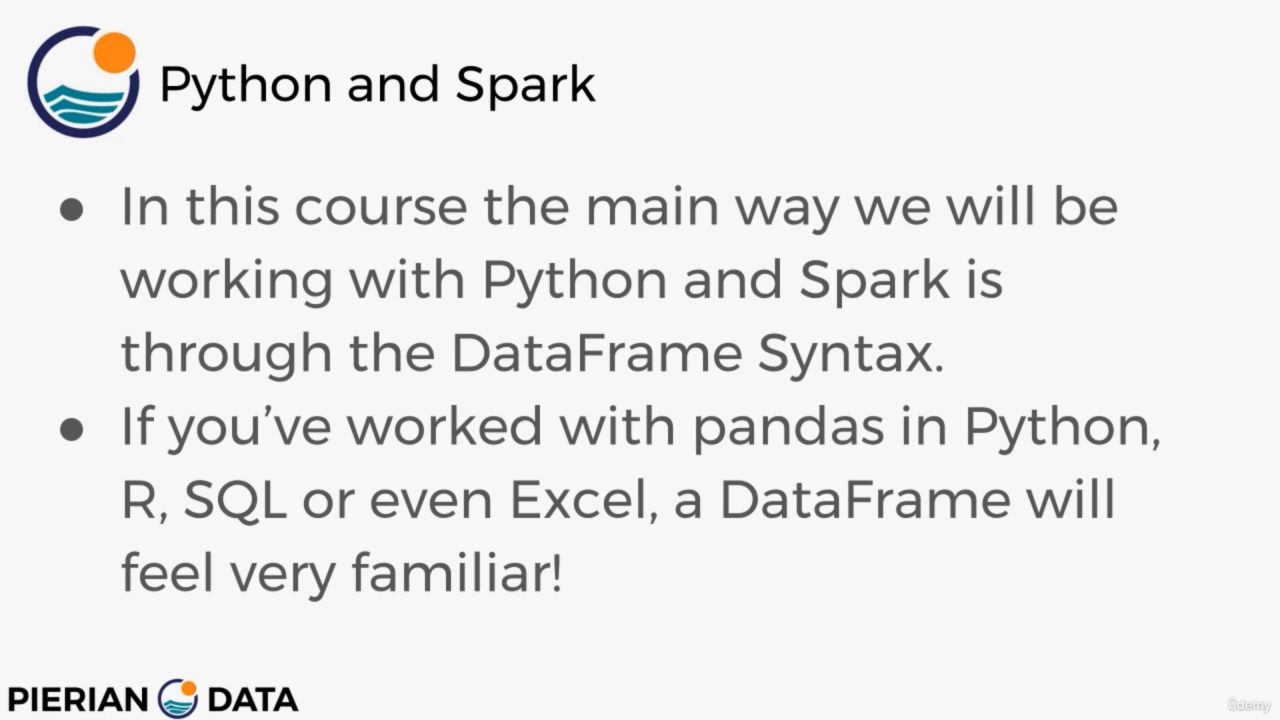 Python and Spark
● In this course the main way we will be
working with Python and Spark is
through the DataFrame Syntax.
● If you’ve worked with pandas in Python,
R, SQL or even Excel, a DataFrame will
feel very familiar!
PIERIAN DATA
ûdemy